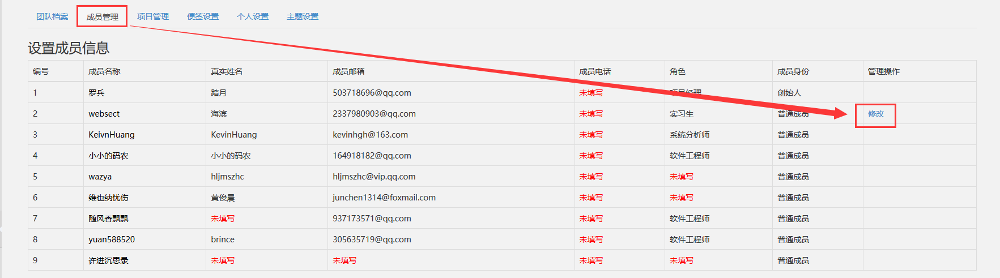 团队档案 成员管理 项目管理 便签设置 个人设置 主题设置
设置成员信息
编号 成员名称 真实姓名 成员邮箱 成员电话 角色 成员身份 管理操作
1 罗兵 踏月 503718696@qq.com 未填写 项目经理 创始人
2 websect 海滨 2337980903@qq.com 未填写 实习生 普通成员 修改
3 KeivnHuang KevinHuang kevinhgh@163.com 未填写 系统分析师 普通成员
4 小小的码农 小小的码农 164918182@qq.com 未填写 软件工程师 普通成员
5 wazya hljmszhc hljmszhc@vip.qq.com 未填写 未填写 普通成员
6 维也纳忧伤 黄俊晨 junchen1314@foxmail.com 未填写 未填写 普通成员
7 随风香飘飘 未填写 937173571@qq.com 未填写 软件工程师 普通成员
8 yuan588520 brince 305635719@qq.com 未填写 软件工程师 普通成员
9 许进沉思录 未填写 未填写 未填写 未填写 普通成员